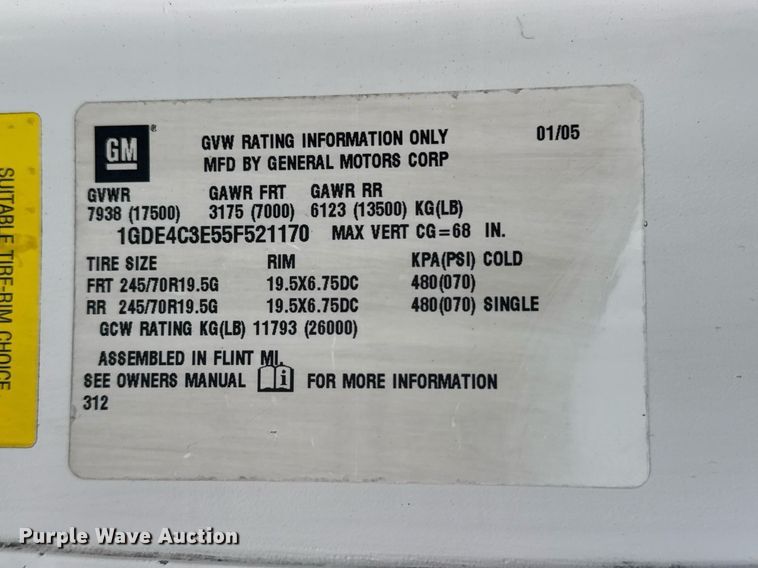 GM ®
GVW RATING INFORMATION ONLY 01/05
MFD BY GENERAL MOTORS CORP
GVWR GAWR FRT GAWR RR
7938 (17500) 3175 (7000) 6123 (13500) KG(LB)
1GDE4C3E55F521170 MAX VERT CG=68 IN.
TIRE SIZE RIM KPA(PSI) COLD
FRT 245/70R19.5G 19.5X6.75DC 480(070)
RR 245/70R19.5G 19.5X6.75DC 480(070) SINGLE
GCW RATING KG(LB) 11793 (26000)
ASSEMBLED IN FLINT MI.
SEE OWNERS MANUAL i FOR MORE INFORMATION
312
SUITABLE TIRE-RIM CHOICE
Purple Wave Auction